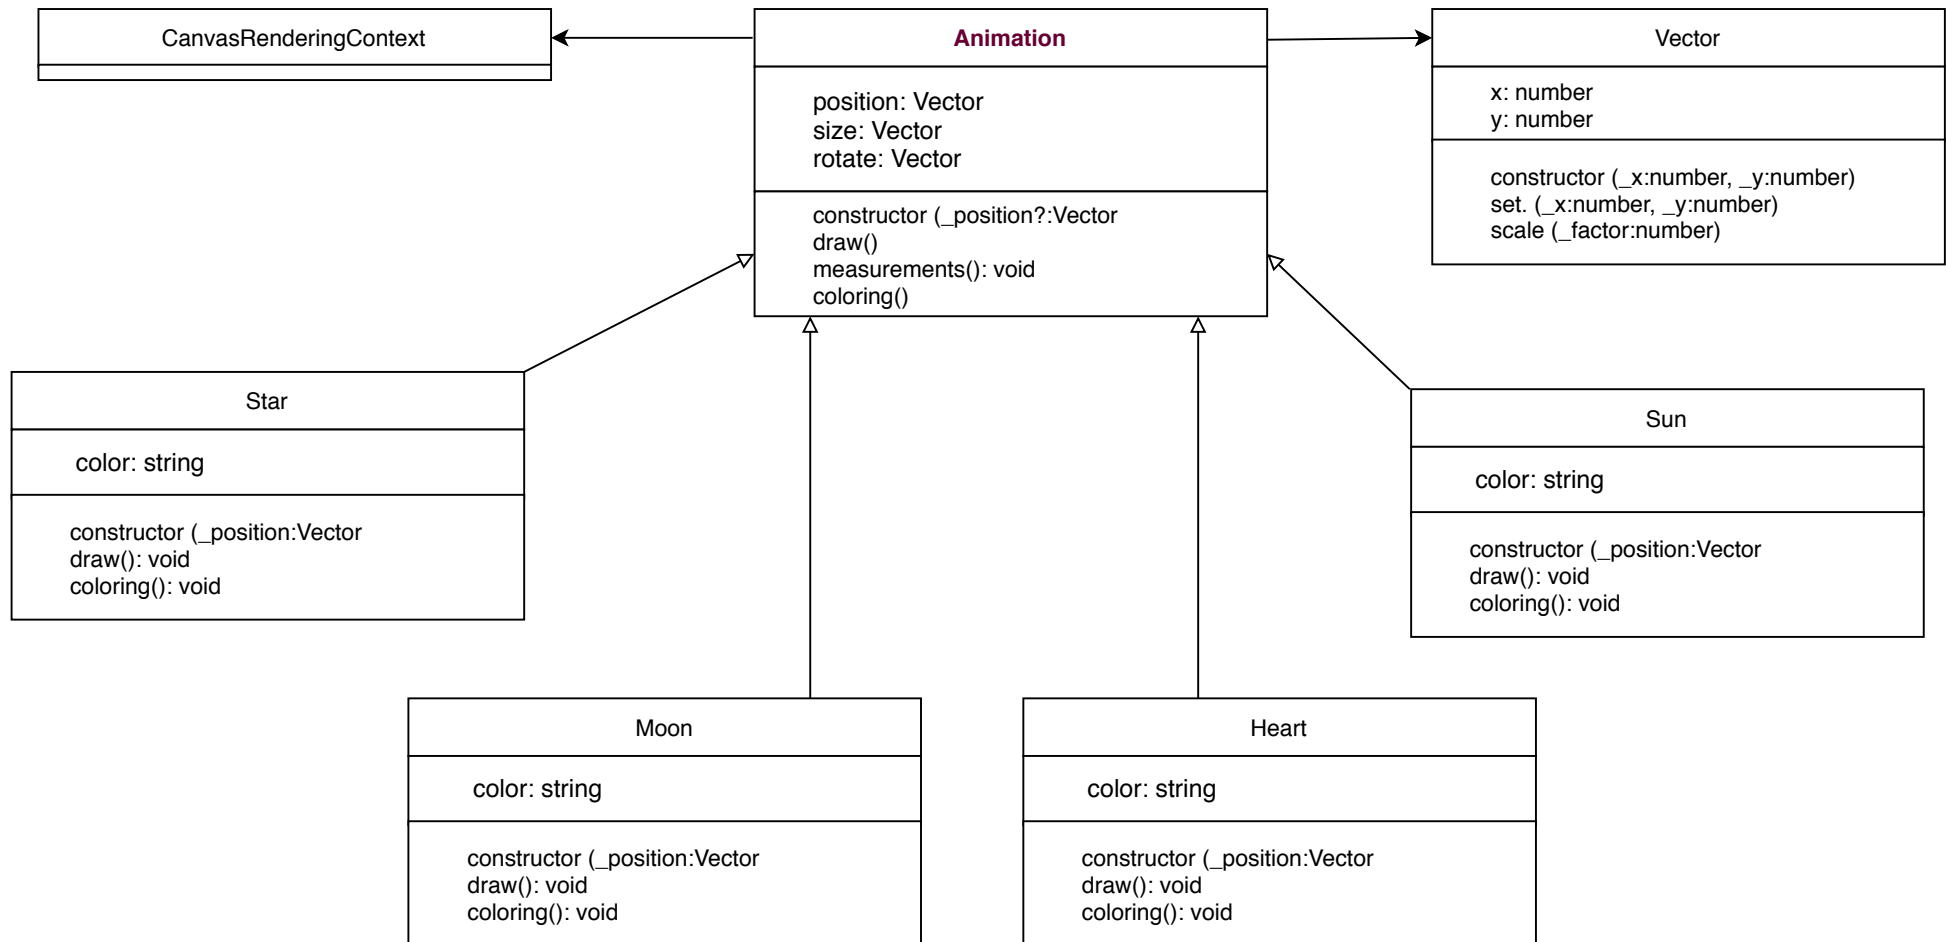 CanvasRenderingContext
Animation
position: Vector
size: Vector
rotate: Vector
constructor (_position?:Vector
draw()
measurements(): void
coloring()
Vector
x: number
y: number
constructor (_x:number, _y:number)
set. (_x:number, _y:number)
scale (_factor:number)
Star
color: string
constructor (_position:Vector
draw(): void
coloring(): void
Sun
color: string
constructor (_position:Vector
draw(): void
coloring(): void
Moon
color: string
constructor (_position:Vector
draw(): void
coloring(): void
Heart
color: string
constructor (_position:Vector
draw(): void
coloring(): void